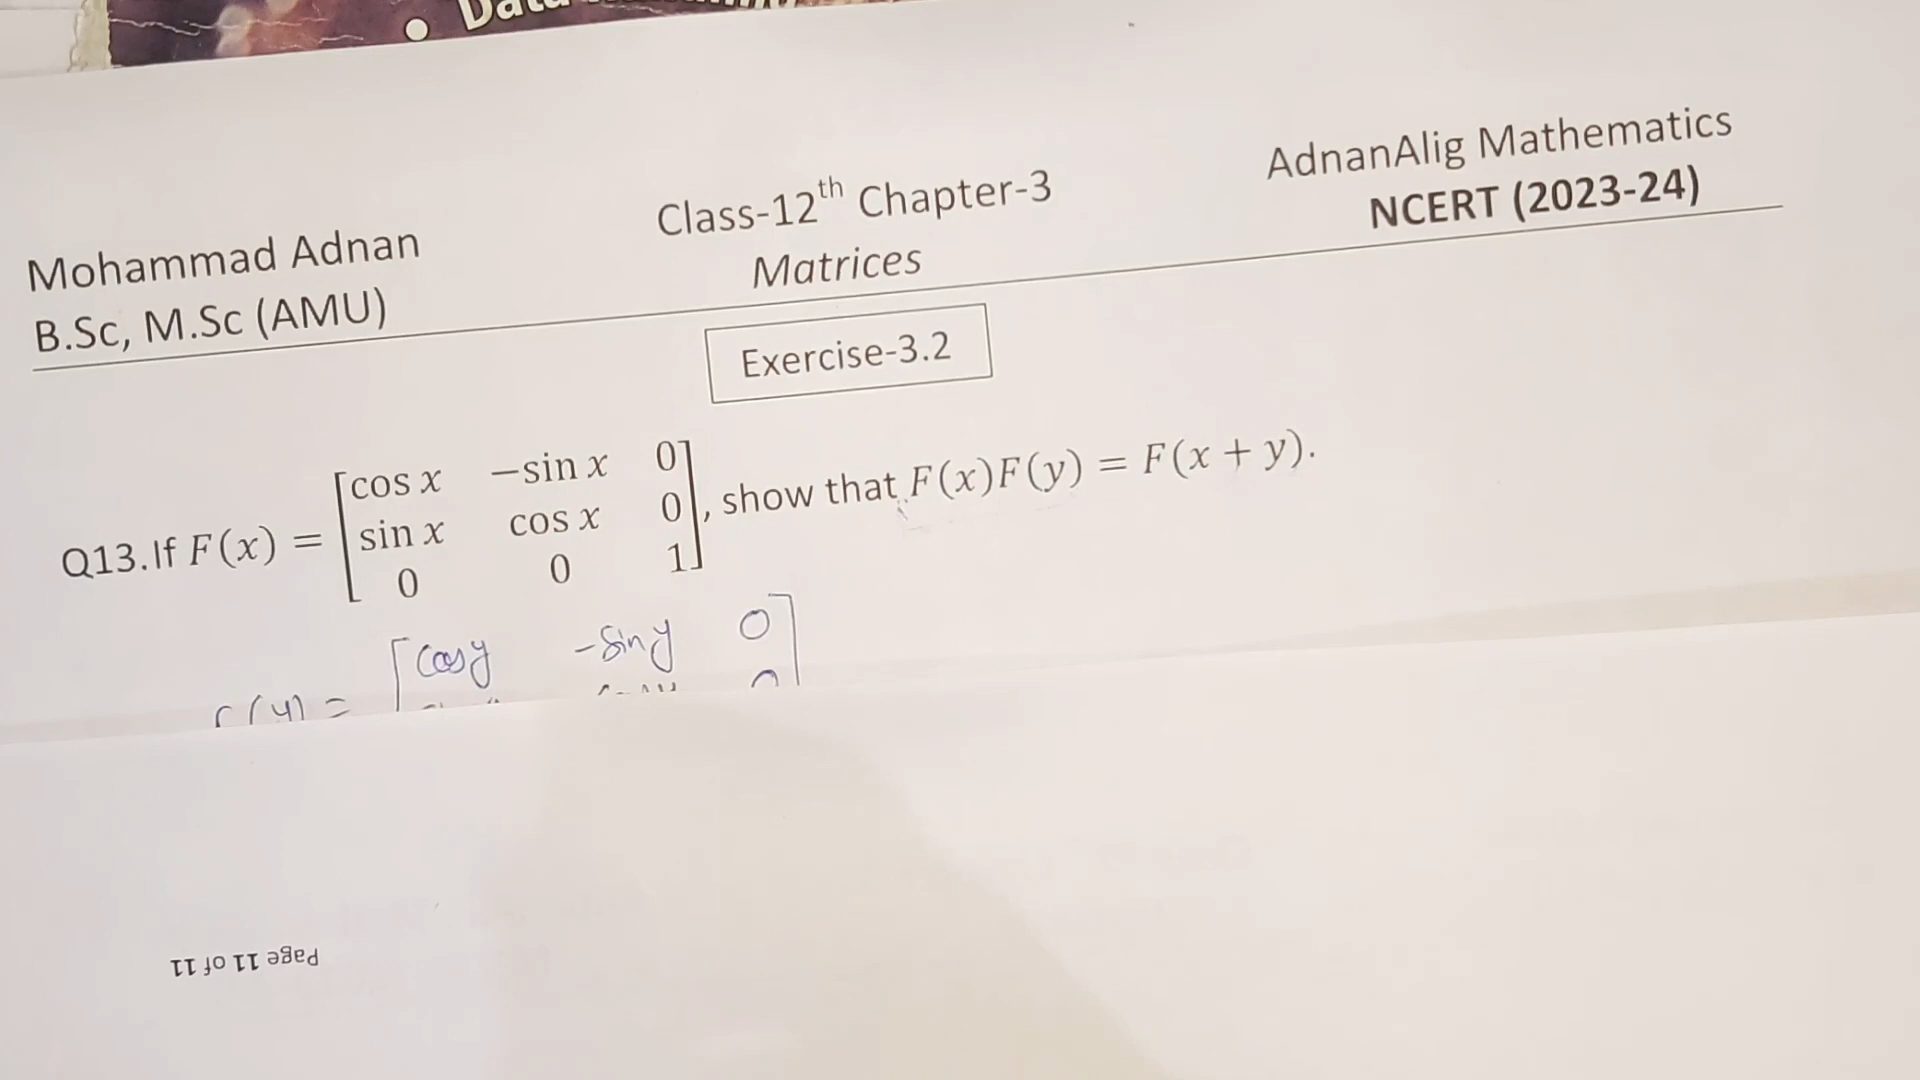 Mohammad Adnan
B.Sc, M.Sc (AMU)
Class-12th Chapter-3
Matrices
AdnanAlig Mathematics
NCERT (2023-24)
Exercise-3.2
Q13.If F(x) = [cos x −sin x 0
sin x cos x 0
0 0 1], show that F(x)F(y) = F(x + y).
[cosy -siny 0]
Page 11 of 11